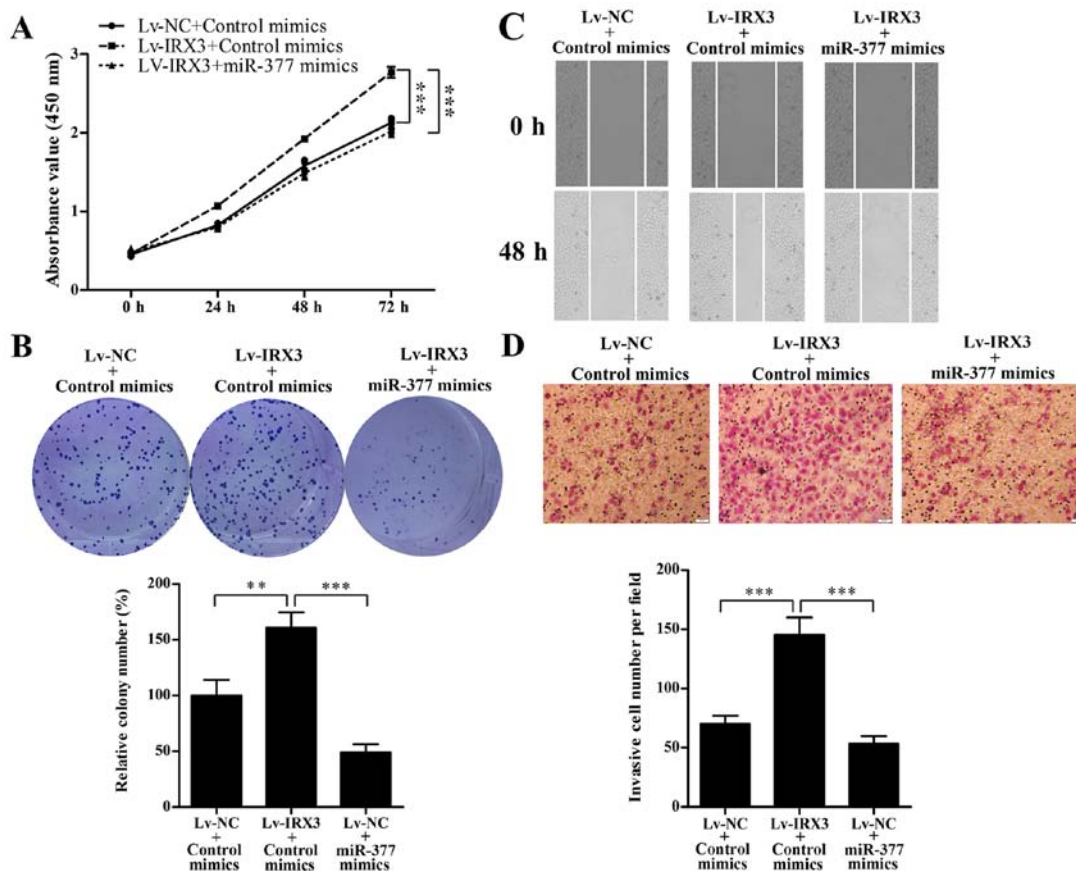 A
Lv-NC+Control mimics
Lv-IRX3+Control mimics
LV-IRX3+miR-377 mimics
Absorbance value (450 nm)
3
2
1
0
0 h
24 h
48 h
72 h
***
***
B
Lv-NC
+
Control mimics
Lv-IRX3
+
Control mimics
Lv-IRX3
+
miR-377 mimics
Relative colony number (%)
200
150
100
50
0
**
***
Lv-NC
+
Control
mimics
Lv-IRX3
+
Control
mimics
Lv-NC
+
miR-377
mimics
C
Lv-NC
+
Control mimics
Lv-IRX3
+
Control mimics
Lv-IRX3
+
miR-377 mimics
0 h
48 h
D
Lv-NC
+
Control mimics
Lv-IRX3
+
Control mimics
Lv-IRX3
+
miR-377 mimics
Invasive cell number per field
200
150
100
50
0
***
***
Lv-NC
+
Control
mimics
Lv-IRX3
+
Control
mimics
Lv-NC
+
miR-377
mimics